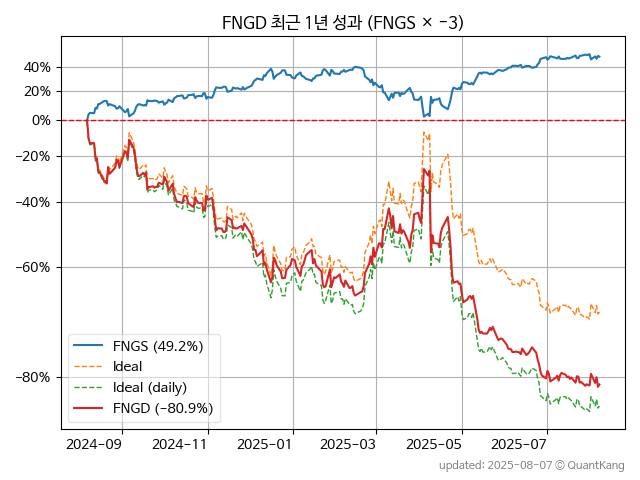 FNGD 최근 1년 성과 (FNGS × −3)
40%
20%
0%
−20%
−40%
−60%
−80%
FNGS (49.2%)
Ideal
Ideal (daily)
FNGD (−80.9%)
2024-09
2024-11
2025-01
2025-03
2025-05
2025-07
updated: 2025-08-07 © QuantKang